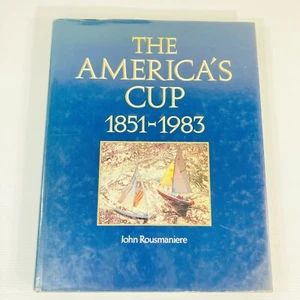 THE
AMERICA'S
CUP
1851-1983
John Rousmaniere